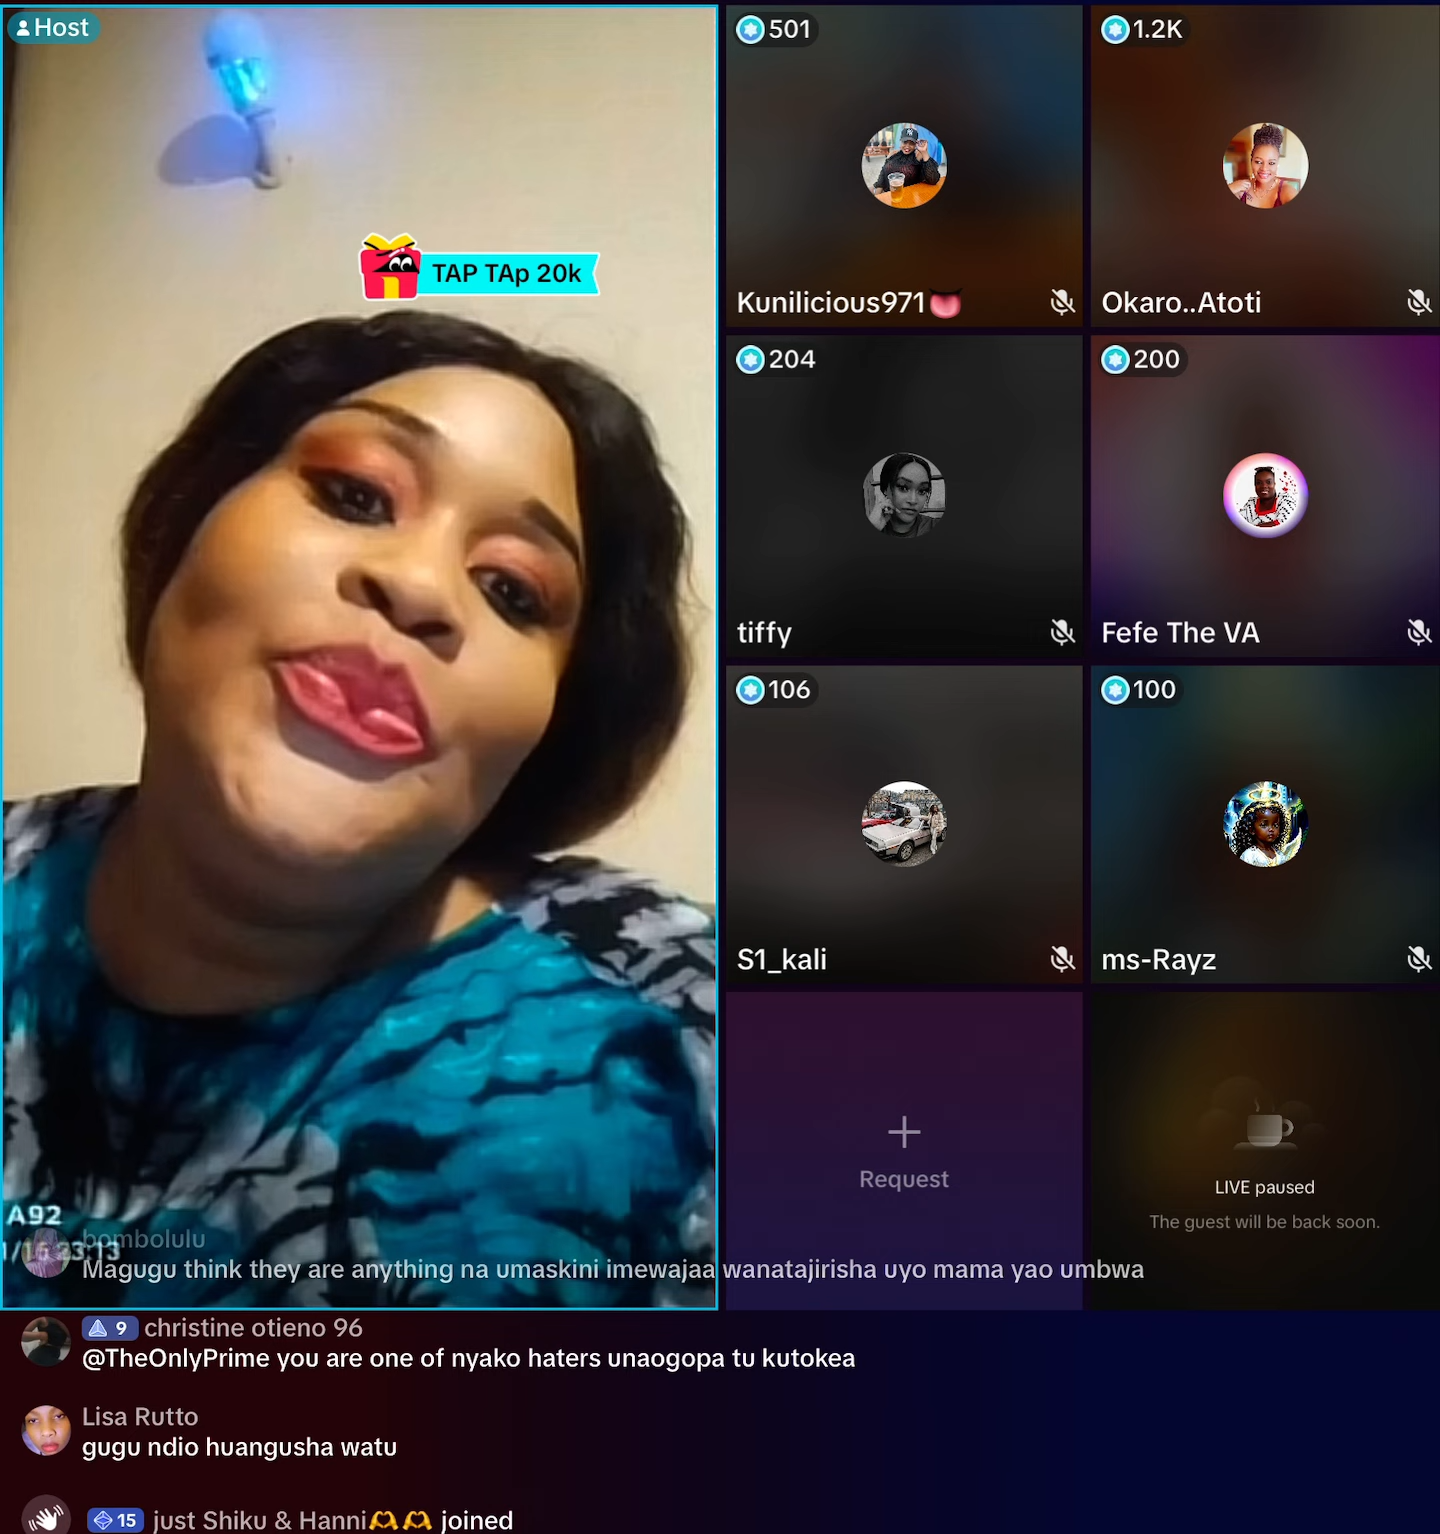 Host
TAP TAp 20k
501
Kunilicious971👅
1.2K
Okaro..Atoti
204
tiffy
200
Fefe The VA
106
S1_kali
100
ms-Rayz
Request
LIVE paused
The guest will be back soon.
A92
23:13
bombolulu
Magugu think they are anything na umaskini imewajaa wanatajirisha uyo mama yao umbwa
9 christine otieno 96
@TheOnlyPrime you are one of nyako haters unaogopa tu kutokea
Lisa Rutto
gugu ndio huangusha watu
15 just Shiku & Hanni🫶🫶 joined